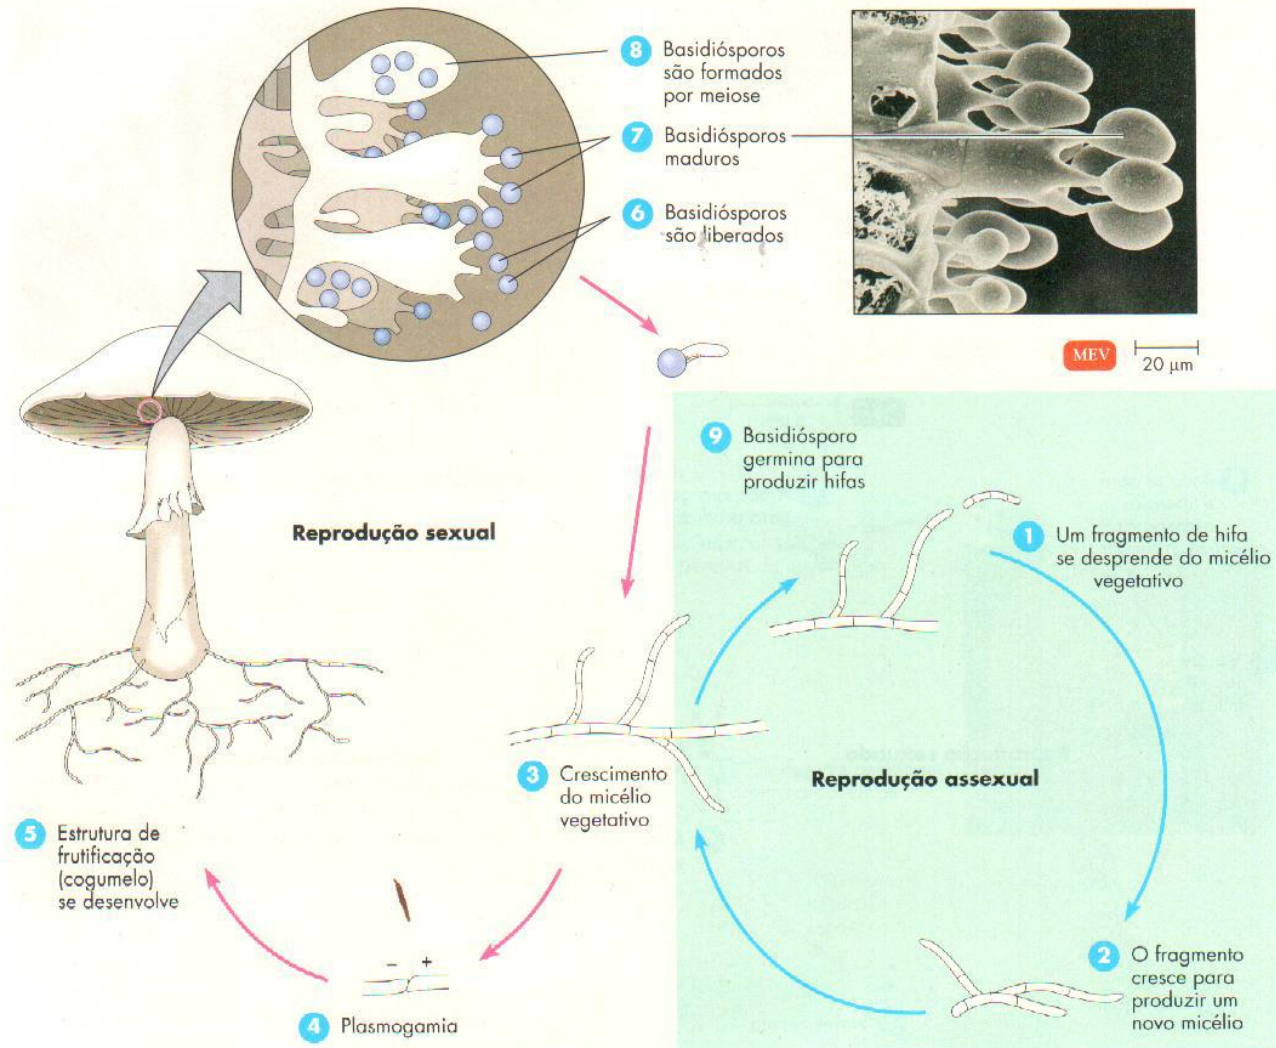 8 Basidiósporos
são formados
por meiose
7 Basidiósporos
maduros
6 Basidiósporos
são liberados
MEV
20 µm
9 Basidiósporo
germina para
produzir hifas
Reprodução sexual
1 Um fragmento de hifa
se desprende do micélio
vegetativo
3 Crescimento
do micélio
vegetativo
Reprodução assexual
5 Estrutura de
frutificação
(cogumelo)
se desenvolve
2 O fragmento
cresce para
produzir um
novo micélio
− +
4 Plasmogamia